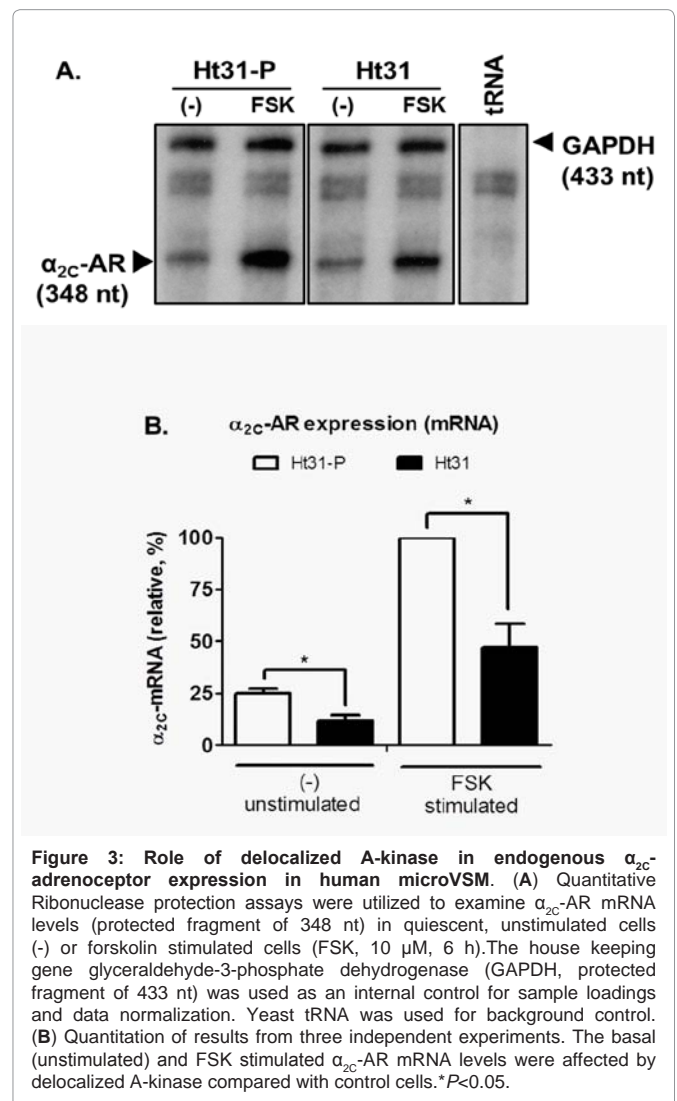 A.
Ht31-P Ht31 tRNA
(-) FSK (-) FSK
GAPDH
(433 nt)
α2C-AR
(348 nt)
B. α2C-AR expression (mRNA)
Ht31-P Ht31
α2C-mRNA (relative, %)
100
75
50
25
0
*
*
(-)
unstimulated
FSK
stimulated
Figure 3: Role of delocalized A-kinase in endogenous α2C-
adrenoceptor expression in human microVSM. (A) Quantitative
Ribonuclease protection assays were utilized to examine α2C-AR mRNA
levels (protected fragment of 348 nt) in quiescent, unstimulated cells
(-) or forskolin stimulated cells (FSK, 10 µM, 6 h).The house keeping
gene glyceraldehyde-3-phosphate dehydrogenase (GAPDH, protected
fragment of 433 nt) was used as an internal control for sample loadings
and data normalization. Yeast tRNA was used for background control.
(B) Quantitation of results from three independent experiments. The basal
(unstimulated) and FSK stimulated α2C-AR mRNA levels were affected by
delocalized A-kinase compared with control cells.*P<0.05.